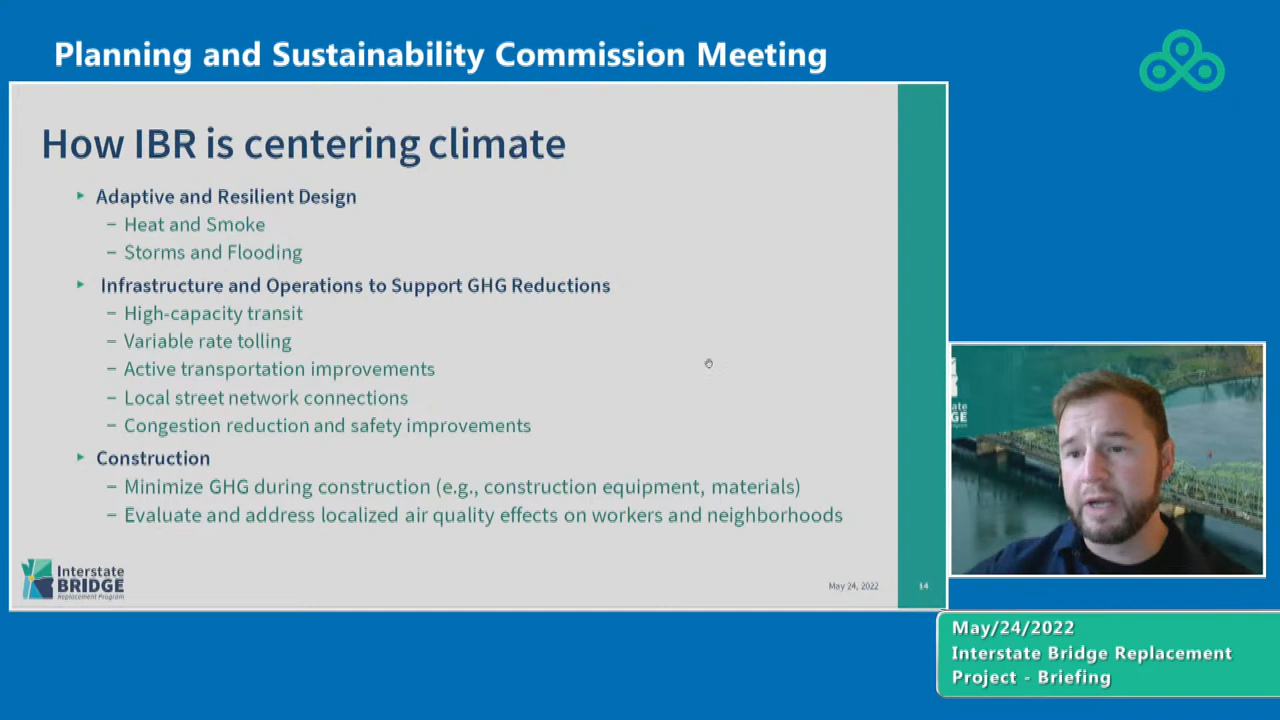 Planning and Sustainability Commission Meeting
How IBR is centering climate
Adaptive and Resilient Design
– Heat and Smoke
– Storms and Flooding
Infrastructure and Operations to Support GHG Reductions
– High-capacity transit
– Variable rate tolling
– Active transportation improvements
– Local street network connections
– Congestion reduction and safety improvements
Construction
– Minimize GHG during construction (e.g., construction equipment, materials)
– Evaluate and address localized air quality effects on workers and neighborhoods
Interstate
BRIDGE
Replacement Program
May 24, 2022
14
May/24/2022
Interstate Bridge Replacement
Project - Briefing